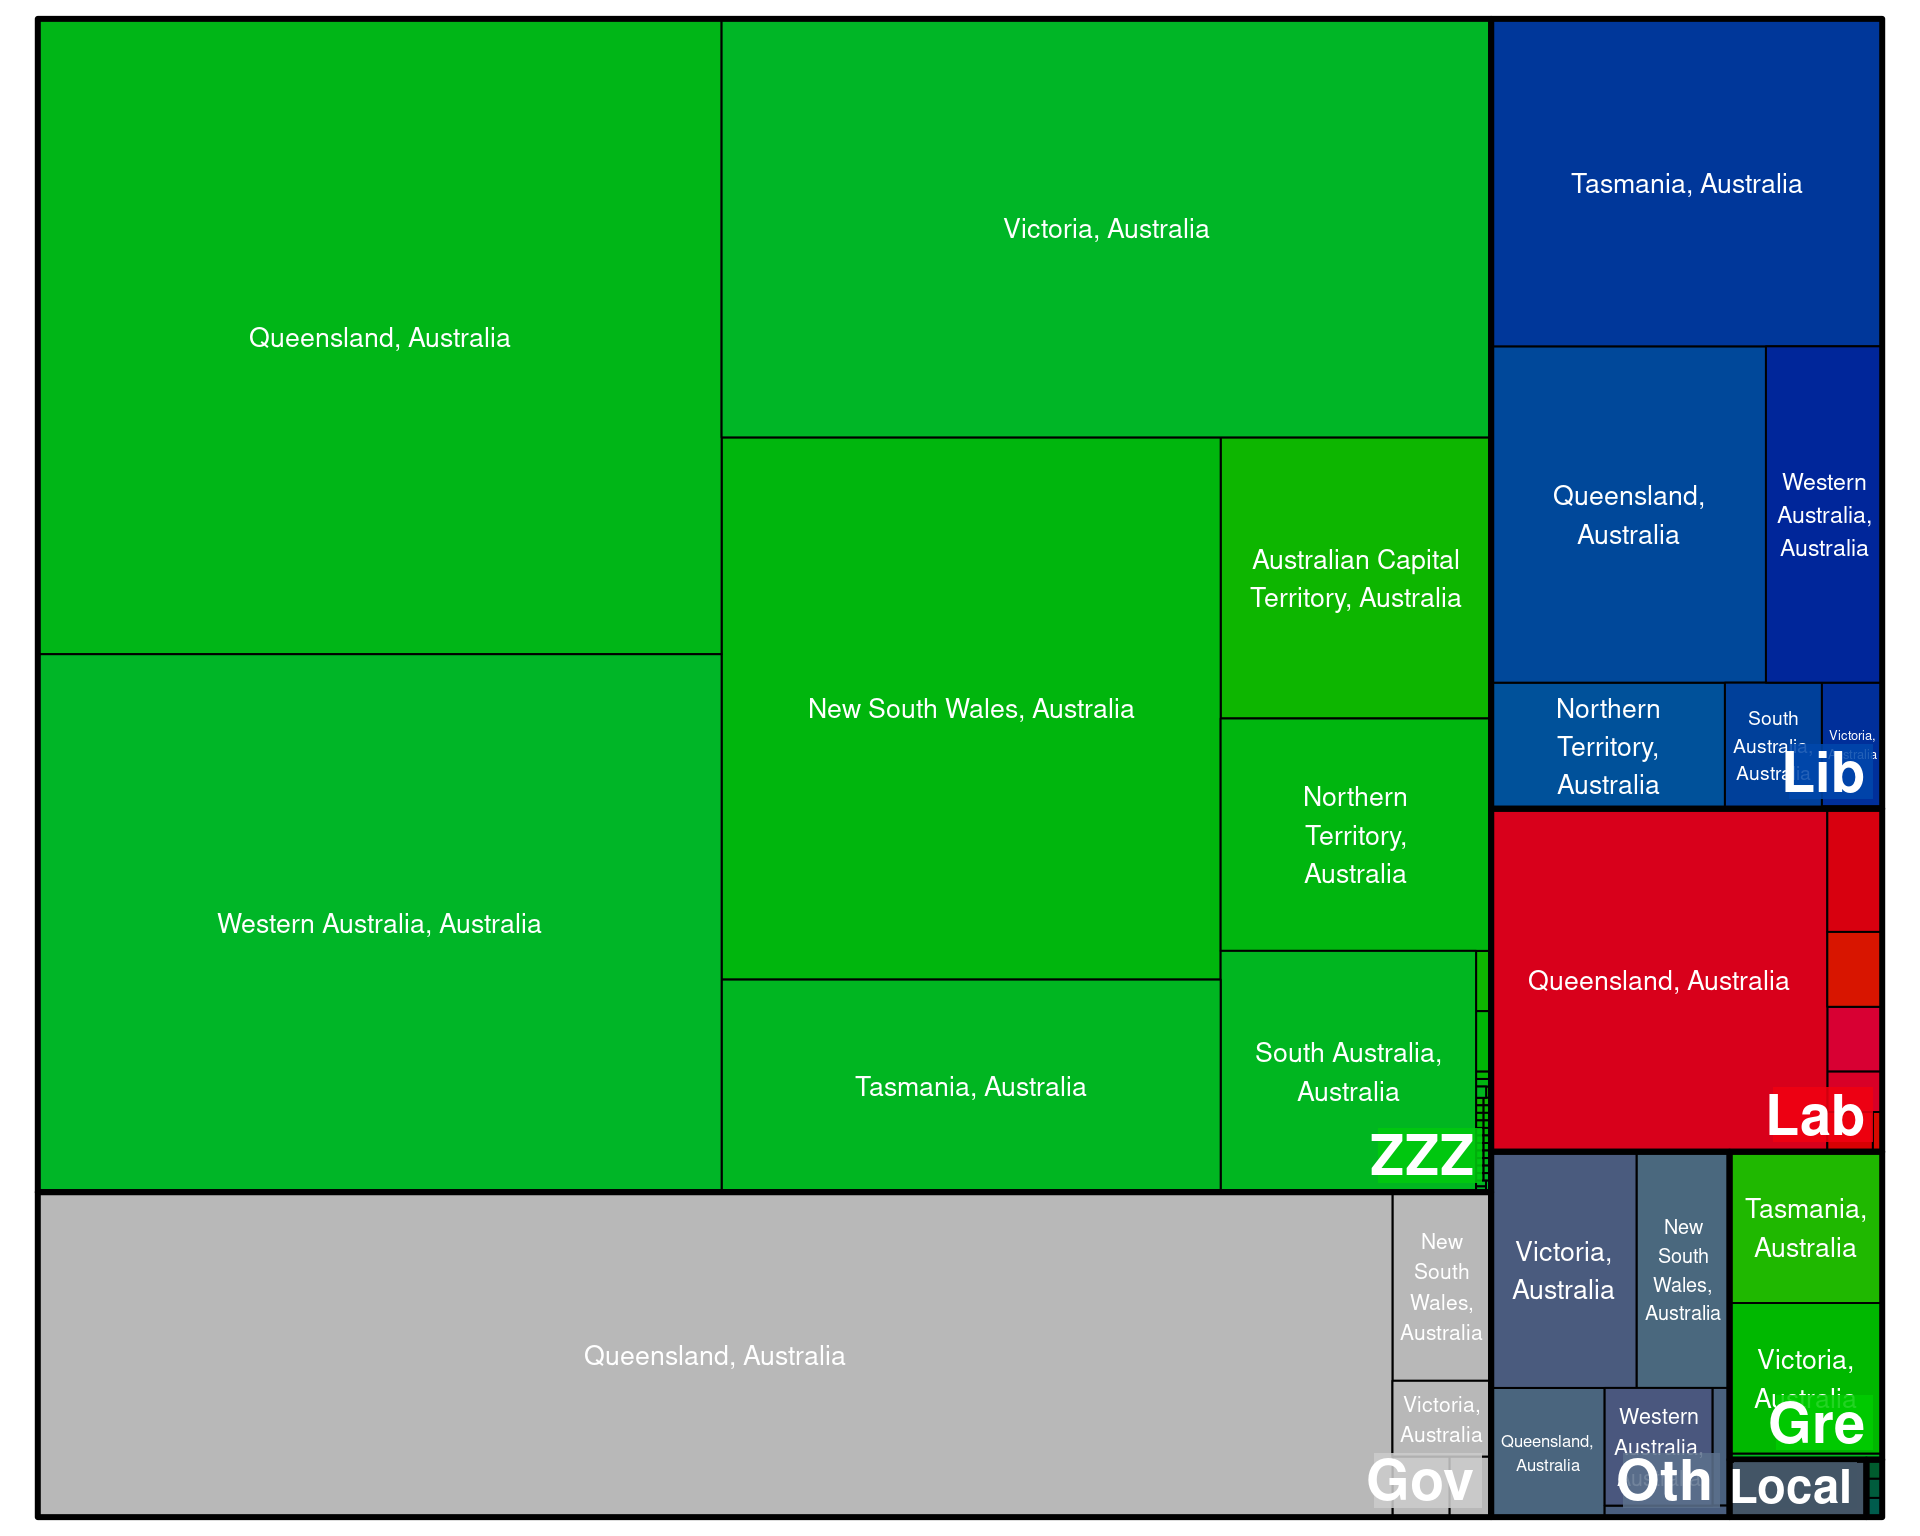 Queensland, Australia
Victoria, Australia
Western Australia, Australia
New South Wales, Australia
Australian Capital
Territory, Australia
Northern
Territory,
Australia
Tasmania, Australia
South Australia,
Australia
ZZZ
Tasmania, Australia
Queensland,
Australia
Western
Australia,
Australia
Northern
Territory,
Australia
South
Australia,
Australia
Victoria,
Australia
Lib
Queensland, Australia
Lab
Queensland, Australia
New
South
Wales,
Australia
Victoria,
Australia
Gov
Victoria,
Australia
New
South
Wales,
Australia
Queensland,
Australia
Western
Australia,
Australia
Oth
Tasmania,
Australia
Victoria,
Australia
Gre
Local